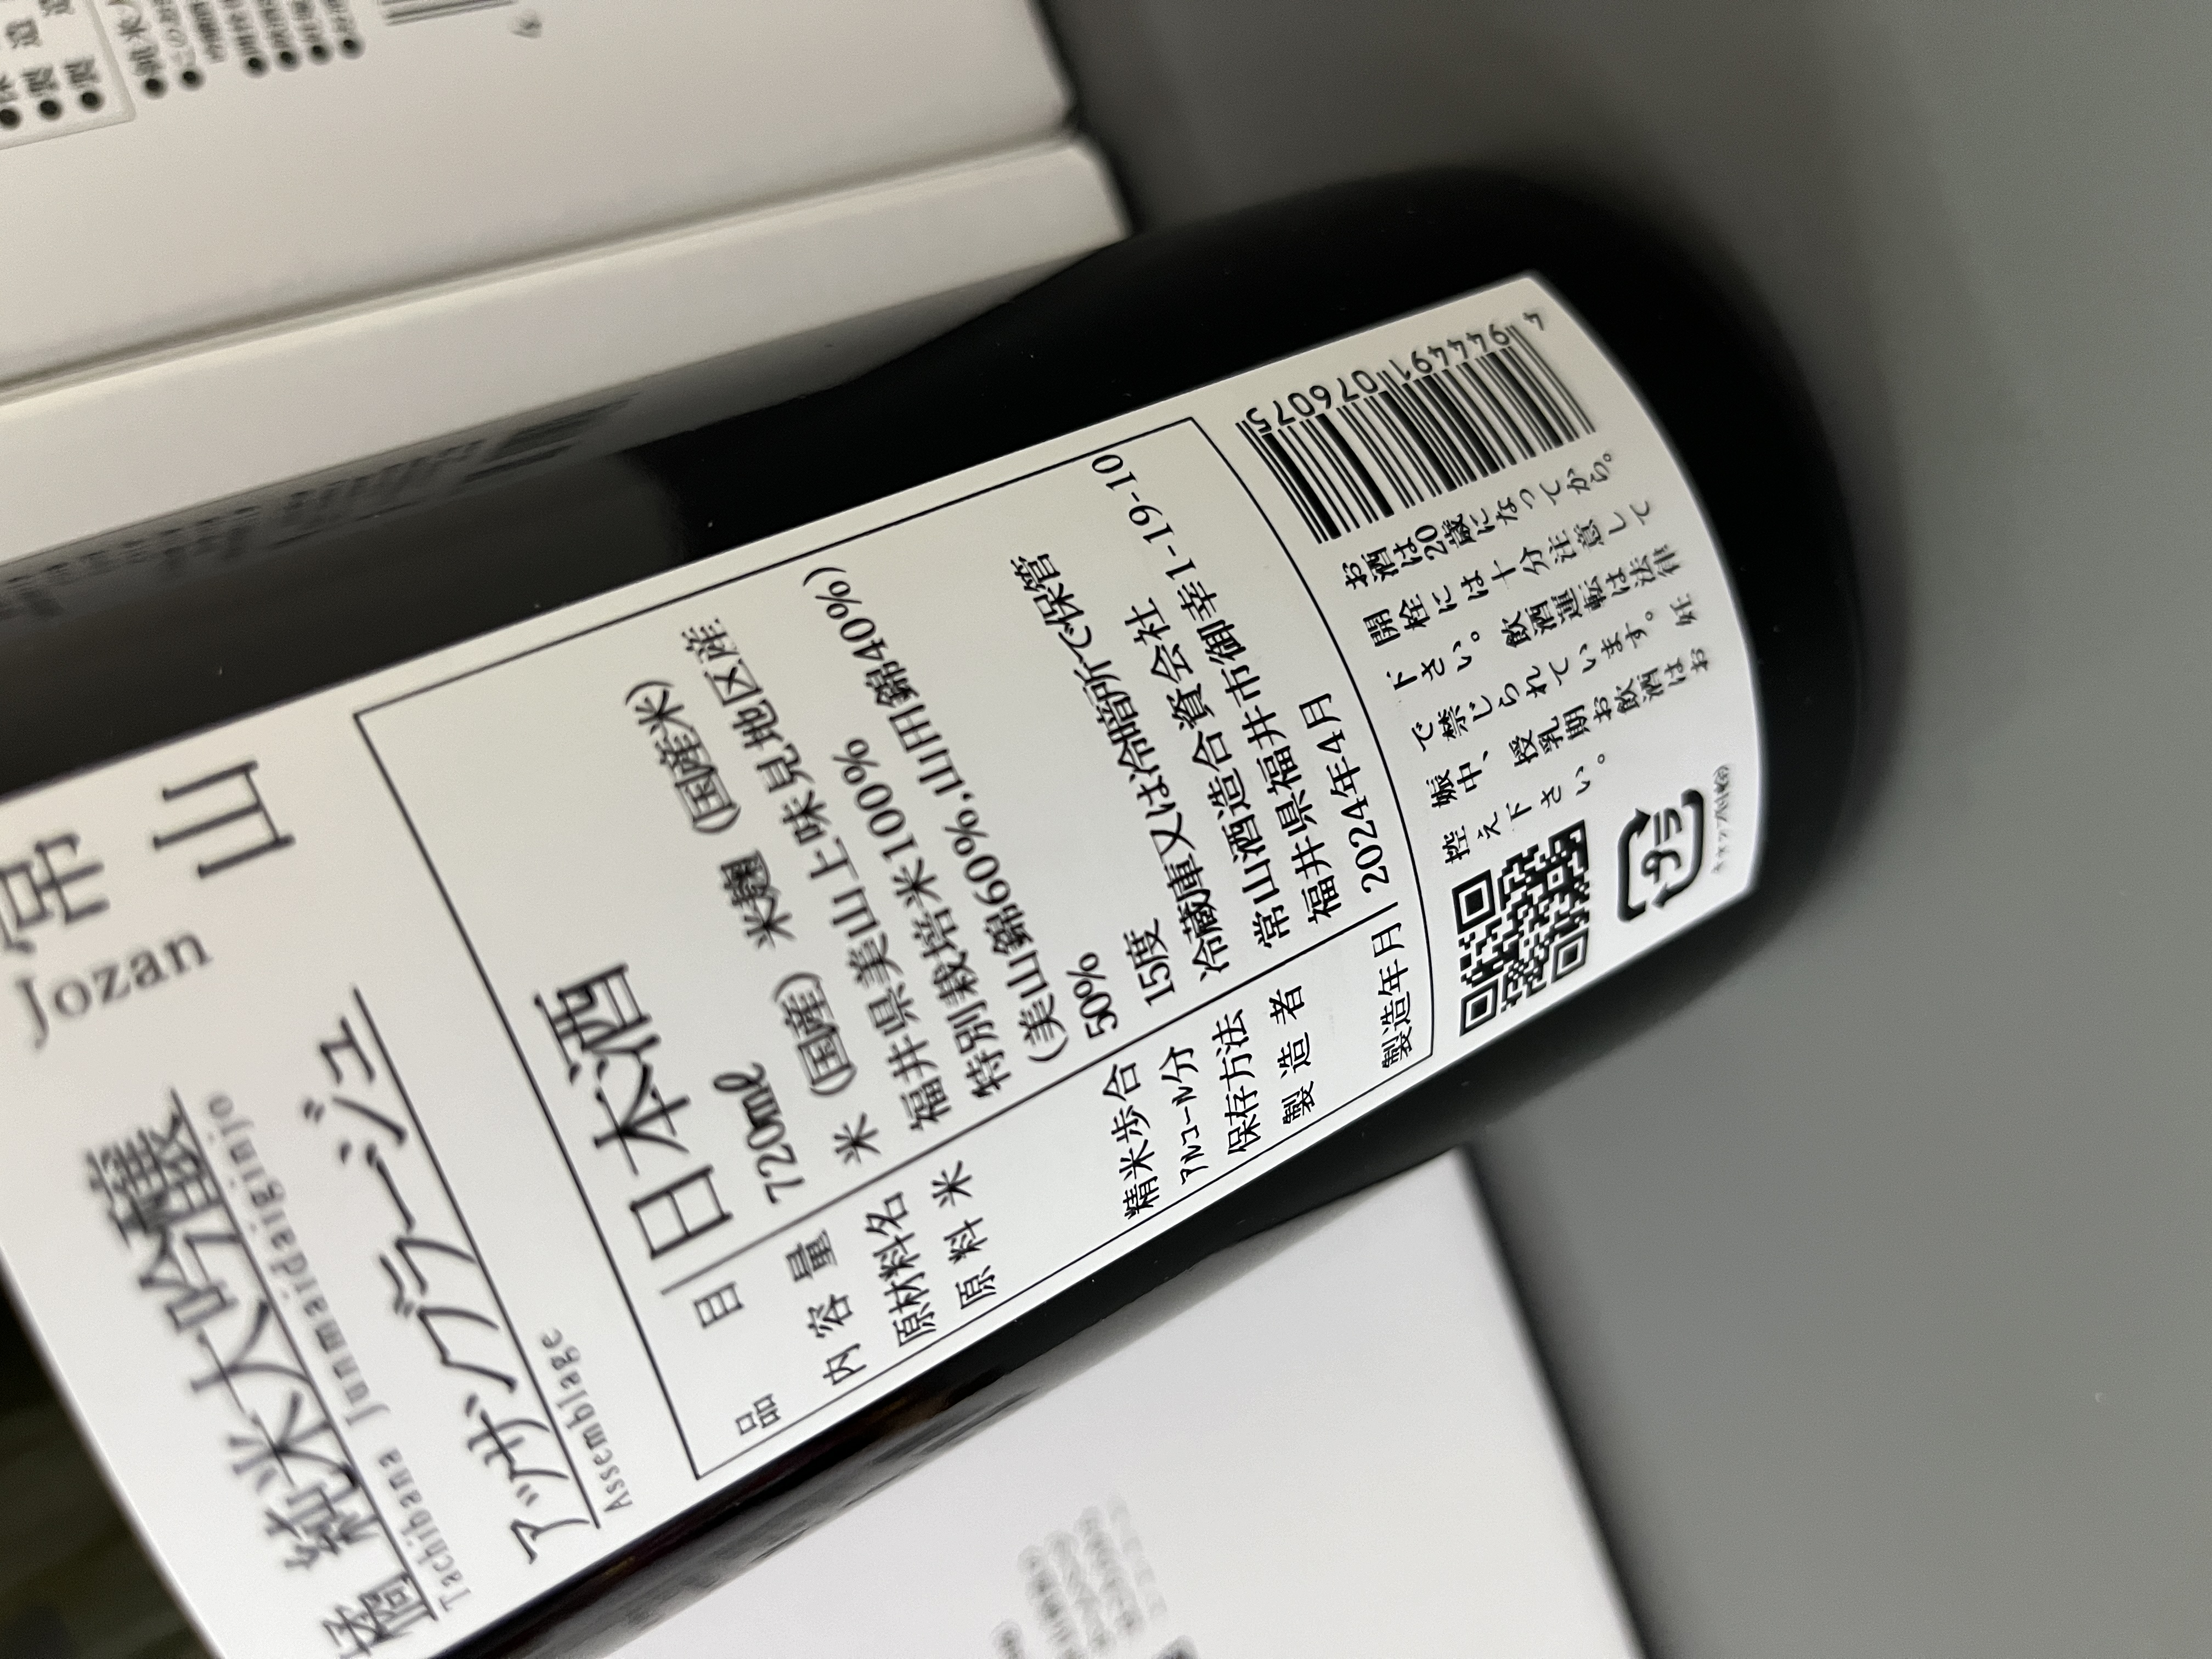 常山
Jozan
橘 純米大吟醸
Tachibana Junmaidaiginjo
アッサンブラージュ
Assemblage
品目 日本酒
内容量 720mℓ
原材料名 米(国産) 米麹(国産米)
原料米 福井県美山上味見地区産
特別栽培米100%
(美山錦60%、山田錦40%)
精米歩合 50%
アルコール分 15度
保存方法 冷蔵庫又は冷暗所で保管
製造者 常山酒造合資会社
福井県福井市御幸1-19-10
製造年月 2024年4月
お酒は20歳になってから。
開栓には十分注意して
下さい。飲酒運転は法律
で禁じられています。妊
娠中、授乳期お飲酒はお
控え下さい。
4 944491 076075